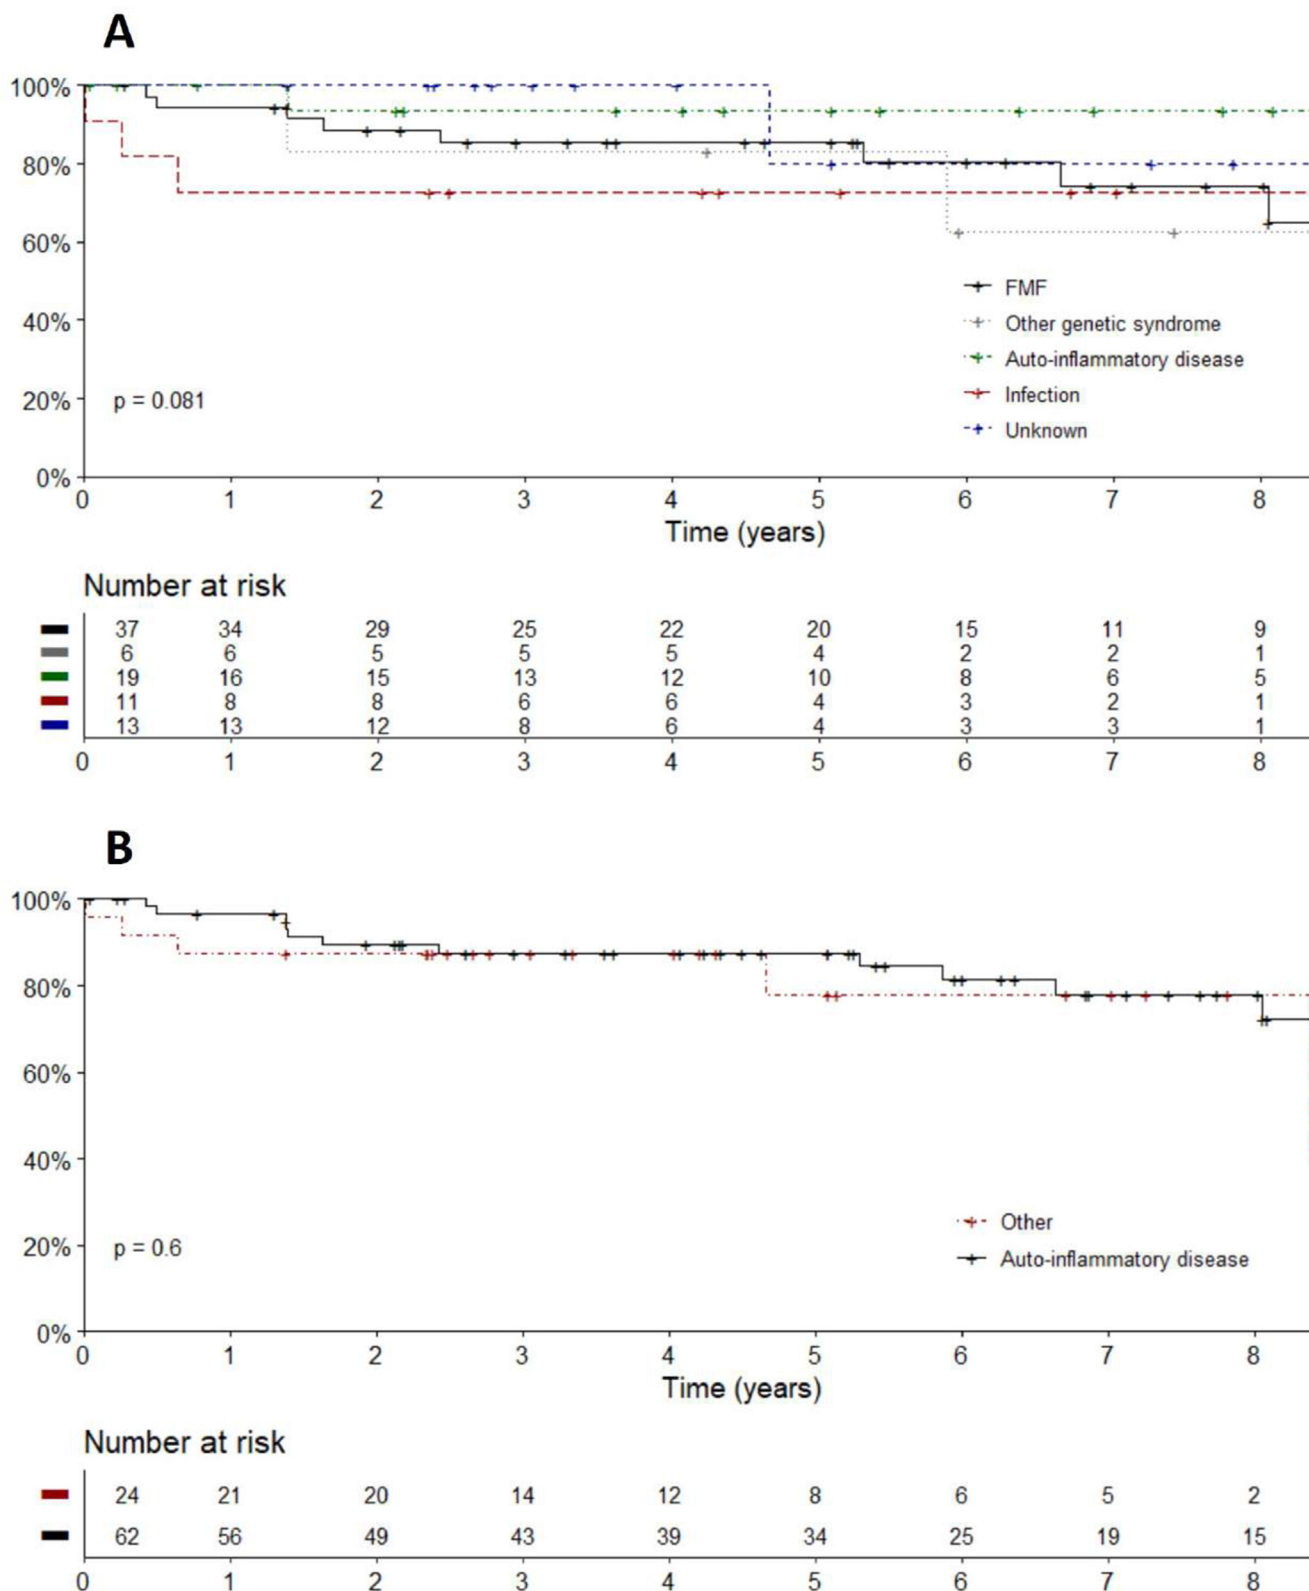 A
100%
80%
60%
40%
20%
0%
p = 0.081
FMF
Other genetic syndrome
Auto-inflammatory disease
Infection
Unknown
0 1 2 3 4 5 6 7 8
Time (years)
Number at risk
37 34 29 25 22 20 15 11 9
6 6 5 5 5 4 2 2 1
19 16 15 13 12 10 8 6 5
11 8 8 6 6 4 3 2 1
13 13 12 8 6 4 3 3 1
0 1 2 3 4 5 6 7 8
B
100%
80%
60%
40%
20%
0%
p = 0.6
Other
Auto-inflammatory disease
0 1 2 3 4 5 6 7 8
Time (years)
Number at risk
24 21 20 14 12 8 6 5 2
62 56 49 43 39 34 25 19 15
0 1 2 3 4 5 6 7 8